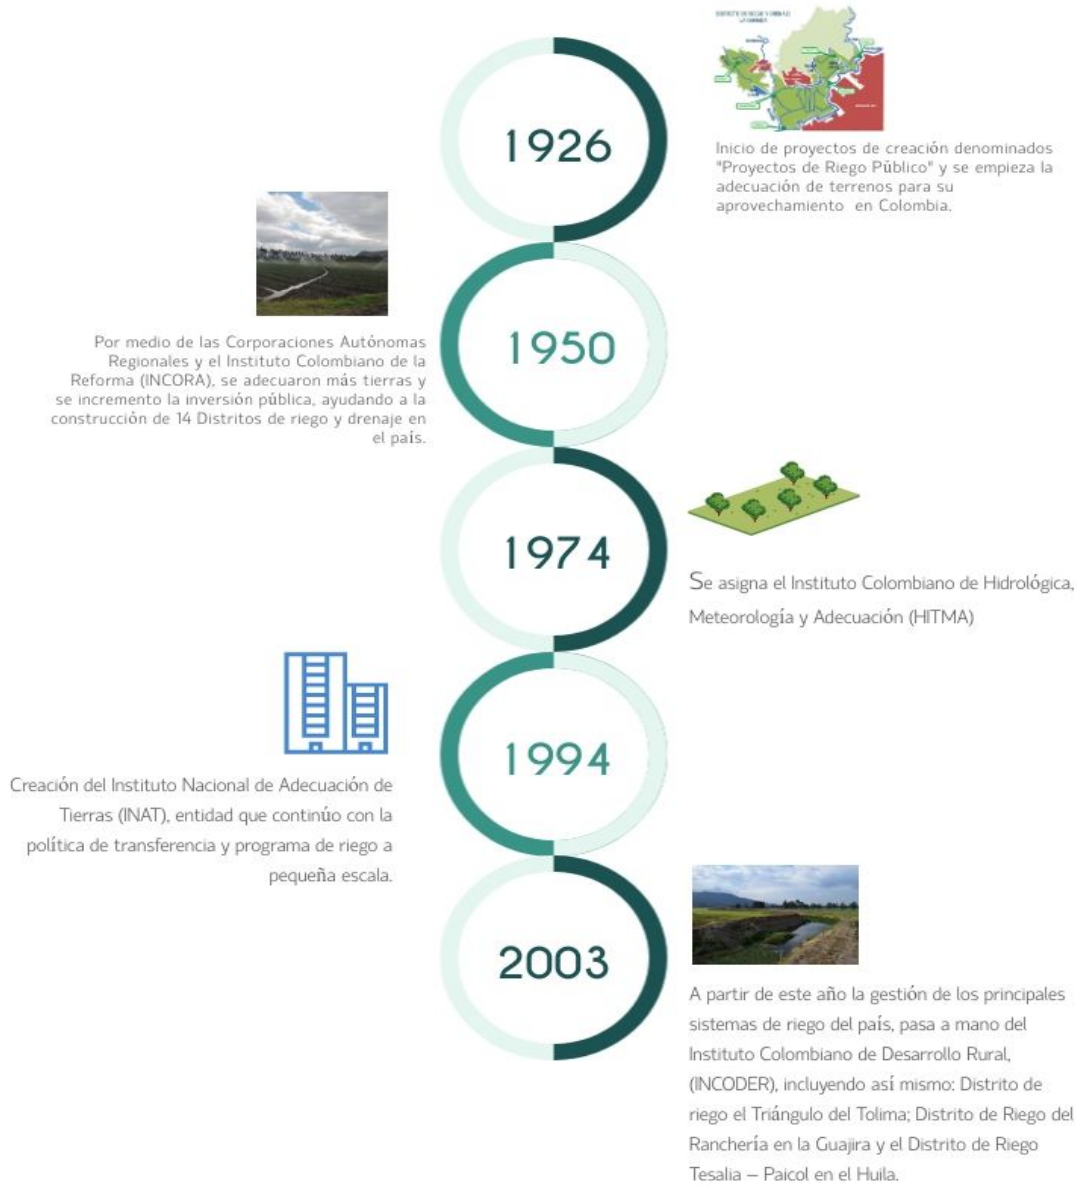 DISTRITO DE RIEGO Y DRENAJE
LA RAMADA
1926
Inicio de proyectos de creación denominados
"Proyectos de Riego Público" y se empieza la
adecuación de terrenos para su
aprovechamiento en Colombia.
1950
Por medio de las Corporaciones Autónomas
Regionales y el Instituto Colombiano de la
Reforma (INCORA), se adecuaron más tierras y
se incremento la inversión pública, ayudando a la
construcción de 14 Distritos de riego y drenaje en
el país.
1974
Se asigna el Instituto Colombiano de Hidrológica,
Meteorología y Adecuación (HITMA)
1994
Creación del Instituto Nacional de Adecuación de
Tierras (INAT), entidad que continúo con la
política de transferencia y programa de riego a
pequeña escala.
2003
A partir de este año la gestión de los principales
sistemas de riego del país, pasa a mano del
Instituto Colombiano de Desarrollo Rural,
(INCODER), incluyendo así mismo: Distrito de
riego el Triángulo del Tolima; Distrito de Riego del
Ranchería en la Guajira y el Distrito de Riego
Tesalia – Paicol en el Huila.